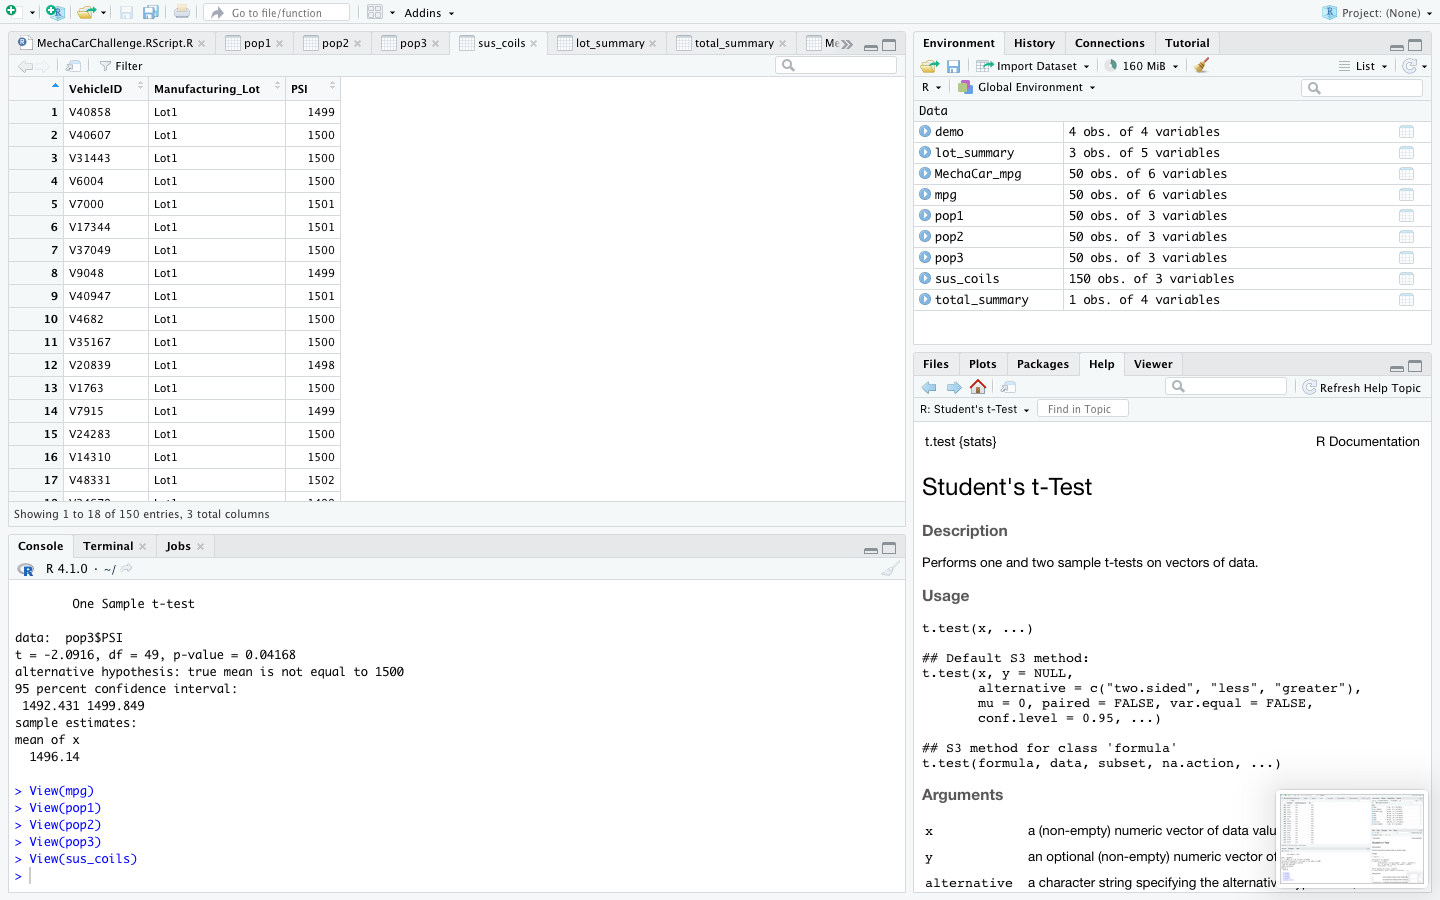 Go to file/function
Addins
Project: (None)
MechaCarChallenge.RScript.R
pop1
pop2
pop3
sus_coils
lot_summary
total_summary
Filter
VehicleID Manufacturing_Lot PSI
1 V40858 Lot1 1499
2 V40607 Lot1 1500
3 V31443 Lot1 1500
4 V6004 Lot1 1500
5 V7000 Lot1 1501
6 V17344 Lot1 1501
7 V37049 Lot1 1500
8 V9048 Lot1 1499
9 V40947 Lot1 1501
10 V4682 Lot1 1500
11 V35167 Lot1 1500
12 V20839 Lot1 1498
13 V1763 Lot1 1500
14 V7915 Lot1 1499
15 V24283 Lot1 1500
16 V14310 Lot1 1500
17 V48331 Lot1 1502
Showing 1 to 18 of 150 entries, 3 total columns
Console Terminal Jobs
R 4.1.0 · ~/
One Sample t-test
data:  pop3$PSI
t = -2.0916, df = 49, p-value = 0.04168
alternative hypothesis: true mean is not equal to 1500
95 percent confidence interval:
1492.431 1499.849
sample estimates:
mean of x
1496.14
> View(mpg)
> View(pop1)
> View(pop2)
> View(pop3)
> View(sus_coils)
>
Environment History Connections Tutorial
Import Dataset 160 MiB List
R Global Environment
Data
demo 4 obs. of 4 variables
lot_summary 3 obs. of 5 variables
MechaCar_mpg 50 obs. of 6 variables
mpg 50 obs. of 6 variables
pop1 50 obs. of 3 variables
pop2 50 obs. of 3 variables
pop3 50 obs. of 3 variables
sus_coils 150 obs. of 3 variables
total_summary 1 obs. of 4 variables
Files Plots Packages Help Viewer
Refresh Help Topic
R: Student's t-Test Find in Topic
t.test {stats} R Documentation
Student's t-Test
Description
Performs one and two sample t-tests on vectors of data.
Usage
t.test(x, ...)
## Default S3 method:
t.test(x, y = NULL,
alternative = c("two.sided", "less", "greater"),
mu = 0, paired = FALSE, var.equal = FALSE,
conf.level = 0.95, ...)
## S3 method for class 'formula'
t.test(formula, data, subset, na.action, ...)
Arguments
x a (non-empty) numeric vector of data
y an optional (non-empty) numeric vector of
alternative a character string specifying the